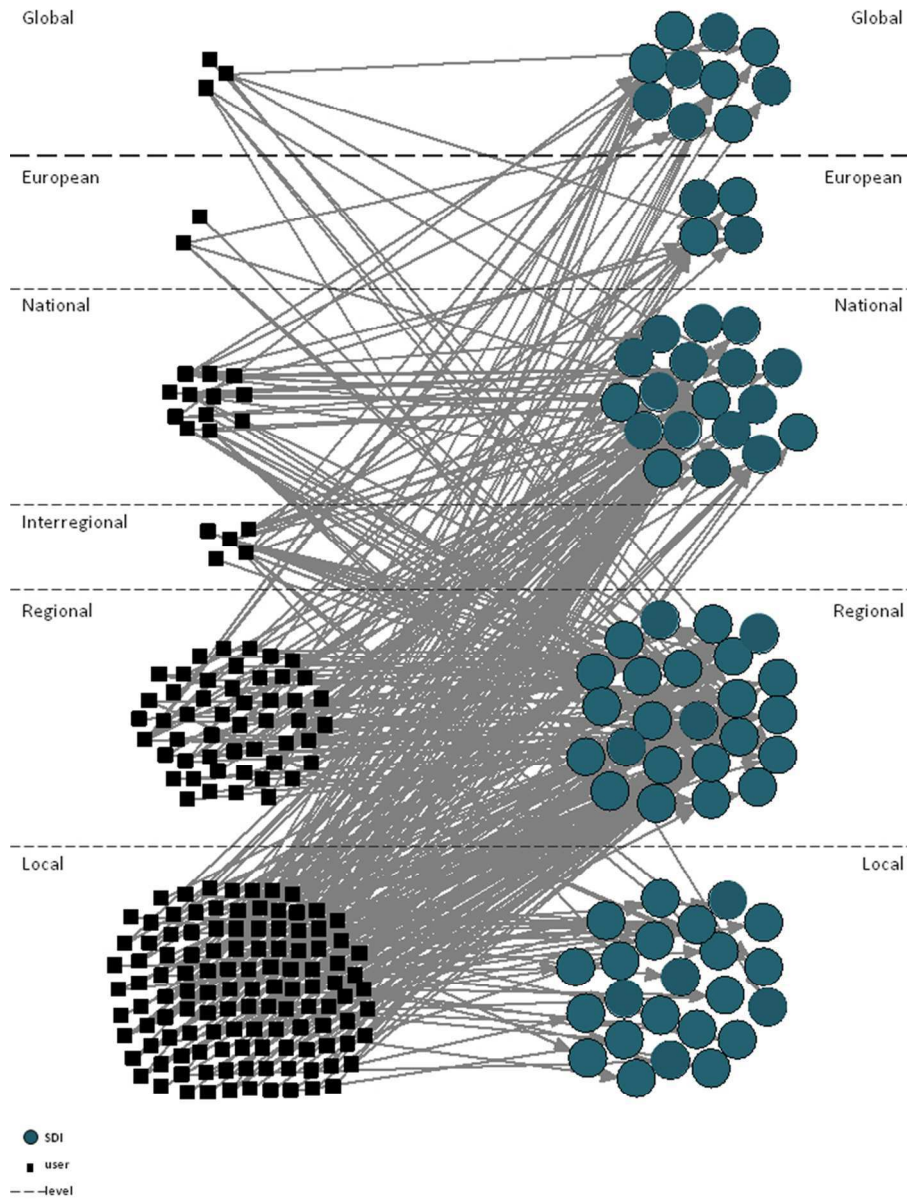 Global Global
European European
National National
Interregional
Regional Regional
Local Local
SDI
user
level